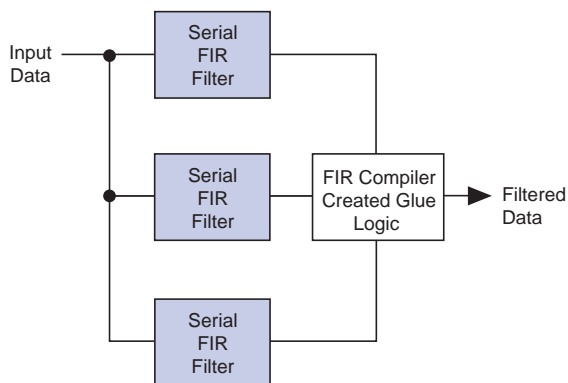 Input
Data
Serial
FIR
Filter
Serial
FIR
Filter
FIR Compiler
Created Glue
Logic
Filtered
Data
Serial
FIR
Filter